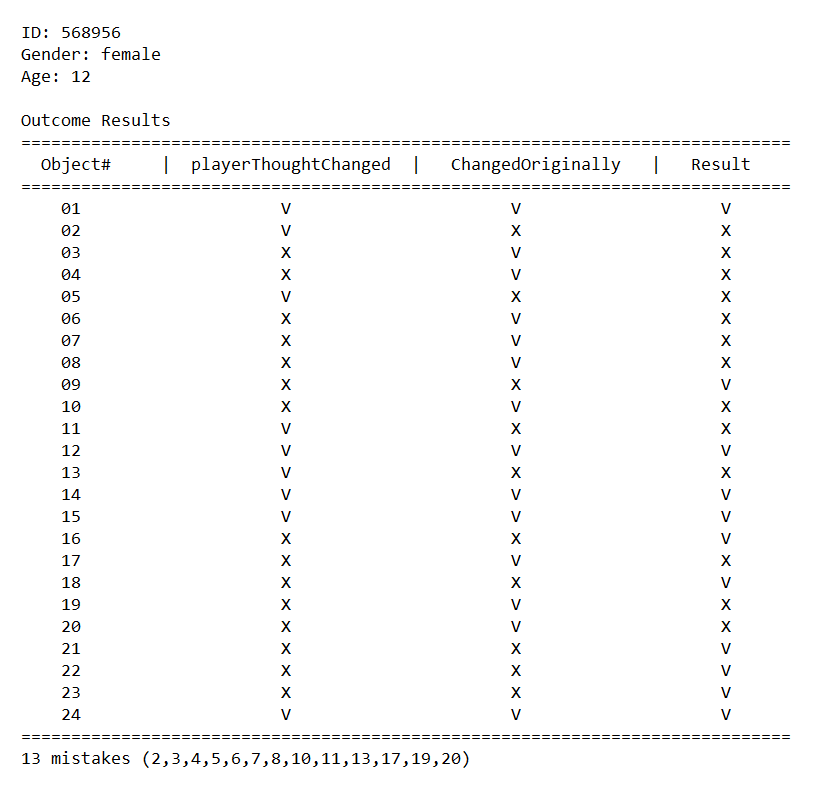 ID: 568956
Gender: female
Age: 12
Outcome Results
=============================================================================
Object# | playerThoughtChanged | ChangedOriginally | Result
=============================================================================
01 V V V
02 V X X
03 X V X
04 X V X
05 V X X
06 X V X
07 X V X
08 X V X
09 X X V
10 X V X
11 V X X
12 V V V
13 V X X
14 V V V
15 V V V
16 X X V
17 X V X
18 X X V
19 X V X
20 X V X
21 X X V
22 X X V
23 X X V
24 V V V
=============================================================================
13 mistakes (2,3,4,5,6,7,8,10,11,13,17,19,20)